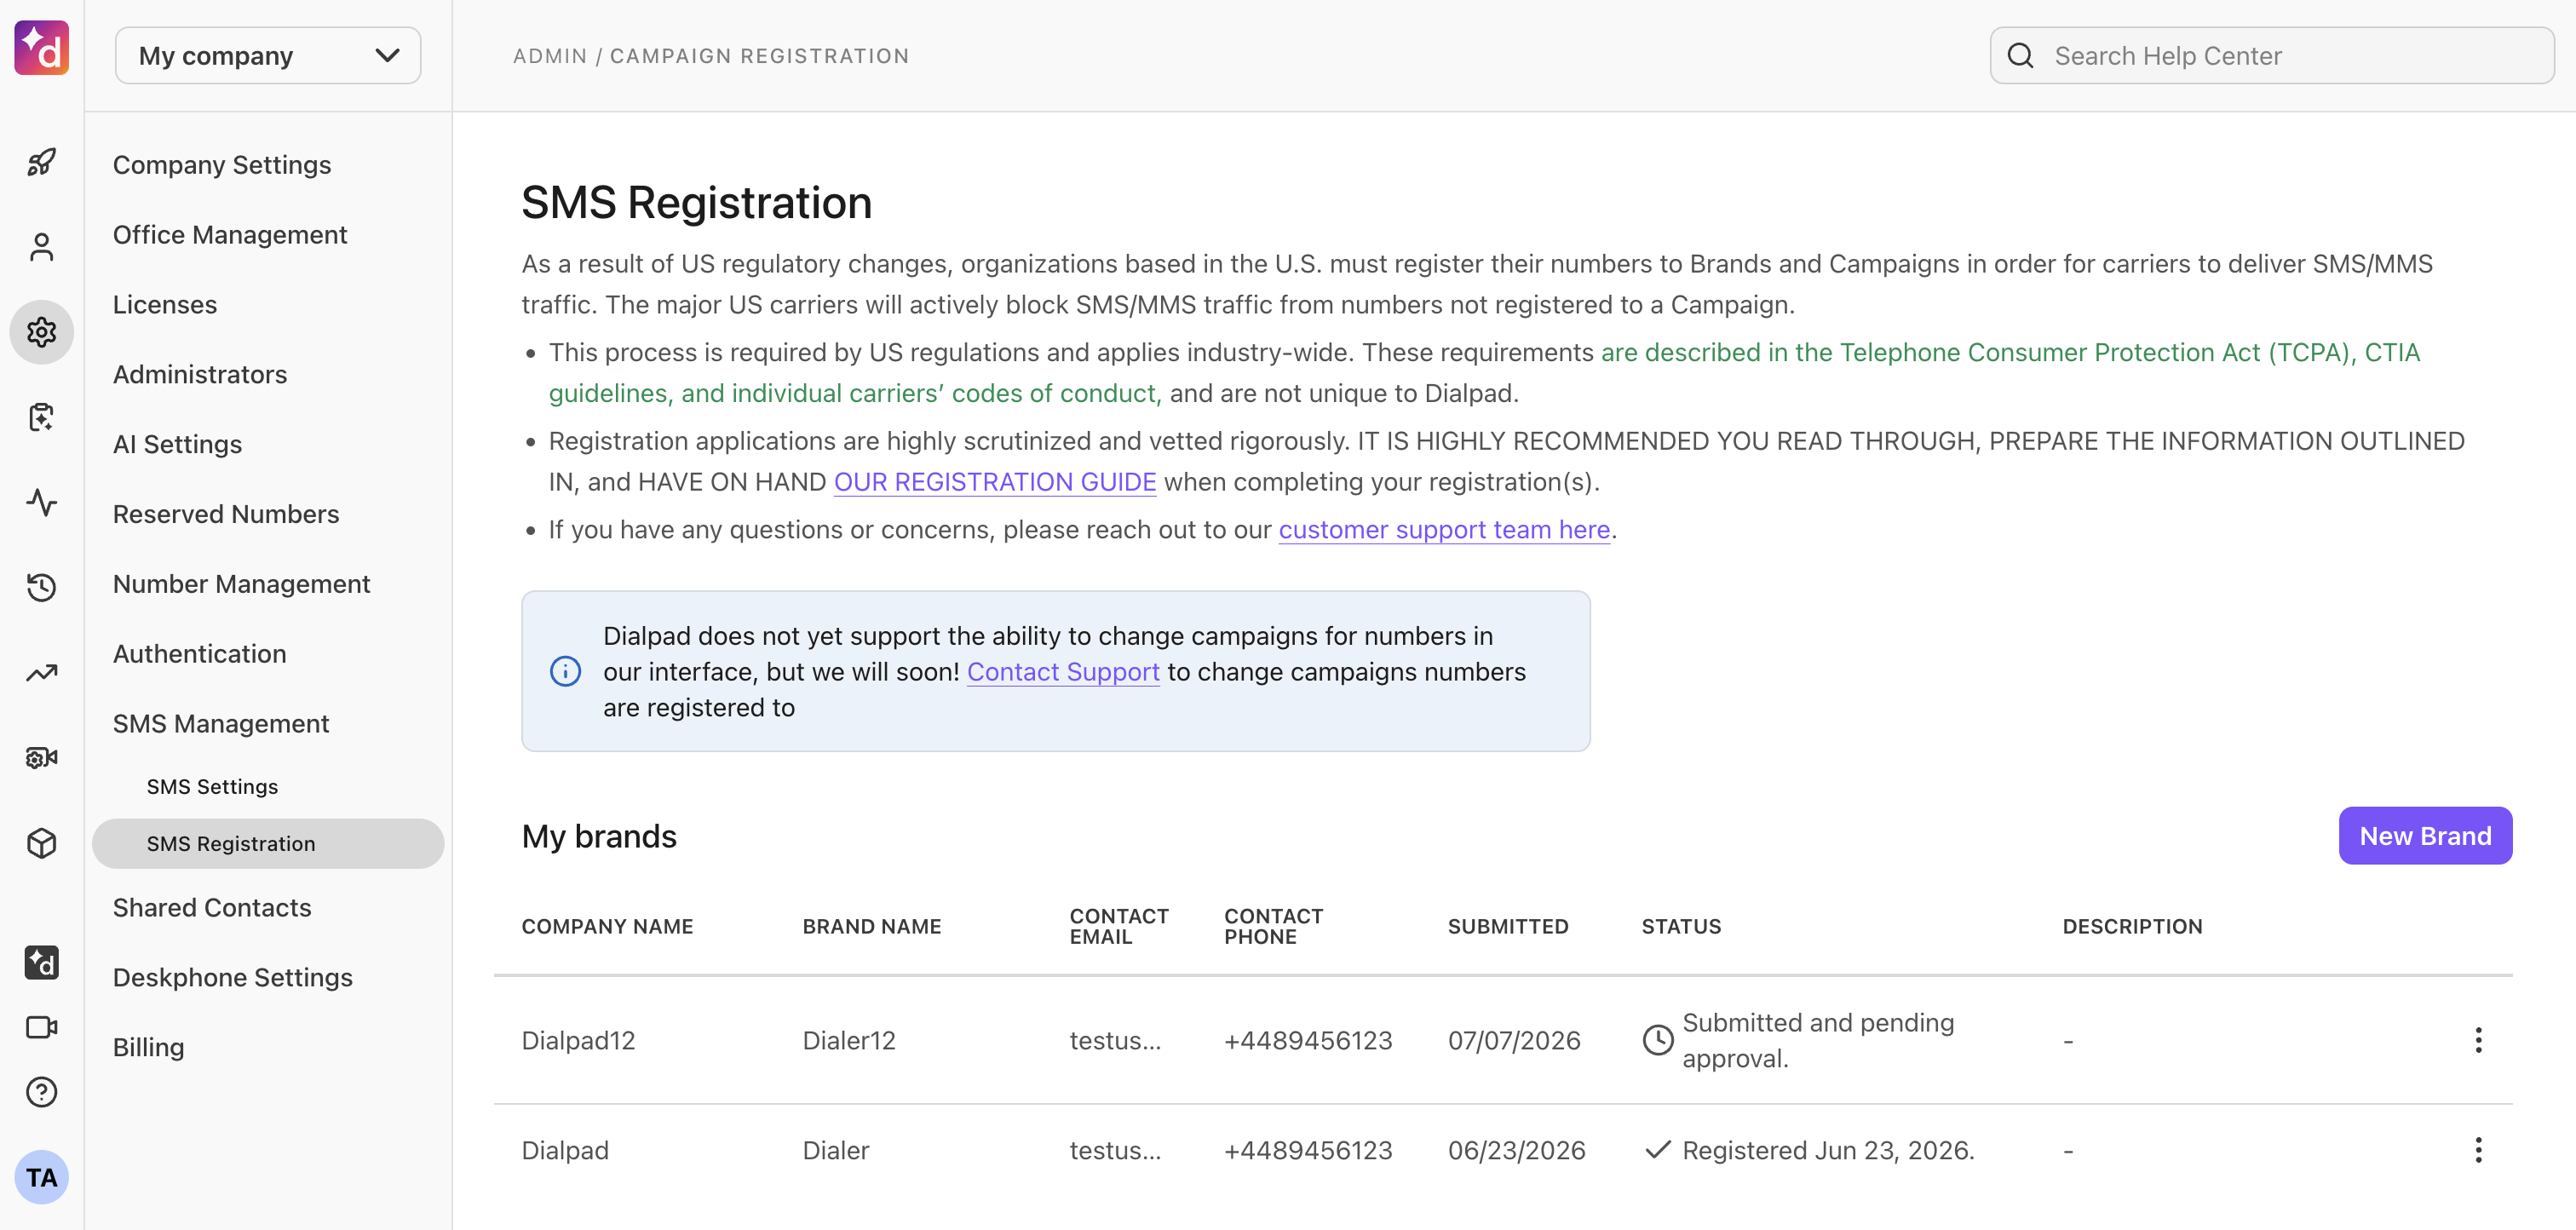 d
My company
ADMIN / CAMPAIGN REGISTRATION
Search Help Center
Company Settings
Office Management
Licenses
Administrators
AI Settings
Reserved Numbers
Number Management
Authentication
SMS Management
SMS Settings
SMS Registration
Shared Contacts
Deskphone Settings
Billing
d
TA
SMS Registration
As a result of US regulatory changes, organizations based in the U.S. must register their numbers to Brands and Campaigns in order for carriers to deliver SMS/MMS
traffic. The major US carriers will actively block SMS/MMS traffic from numbers not registered to a Campaign.
• This process is required by US regulations and applies industry-wide. These requirements are described in the Telephone Consumer Protection Act (TCPA), CTIA
guidelines, and individual carriers’ codes of conduct, and are not unique to Dialpad.
• Registration applications are highly scrutinized and vetted rigorously. IT IS HIGHLY RECOMMENDED YOU READ THROUGH, PREPARE THE INFORMATION OUTLINED
IN, and HAVE ON HAND OUR REGISTRATION GUIDE when completing your registration(s).
• If you have any questions or concerns, please reach out to our customer support team here.
Dialpad does not yet support the ability to change campaigns for numbers in
our interface, but we will soon! Contact Support to change campaigns numbers
are registered to
My brands
New Brand
COMPANY NAME BRAND NAME CONTACT EMAIL CONTACT PHONE SUBMITTED STATUS DESCRIPTION
Dialpad12 Dialer12 testus... +4489456123 07/07/2026 Submitted and pending approval. -
Dialpad Dialer testus... +4489456123 06/23/2026 Registered Jun 23, 2026. -